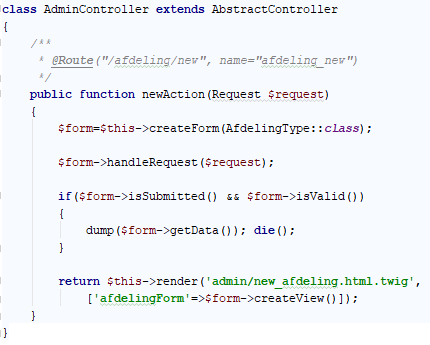 class AdminController extends AbstractController
{
    /**
     * @Route("/afdeling/new", name="afdeling_new")
     */
    public function newAction(Request $request)
    {
        $form=$this->createForm(AfdelingType::class);

        $form->handleRequest($request);

        if($form->isSubmitted() && $form->isValid())
        {
            dump($form->getData()); die();
        }

        return $this->render('admin/new_afdeling.html.twig',
            ['afdelingForm'=>$form->createView()]);
    }
}